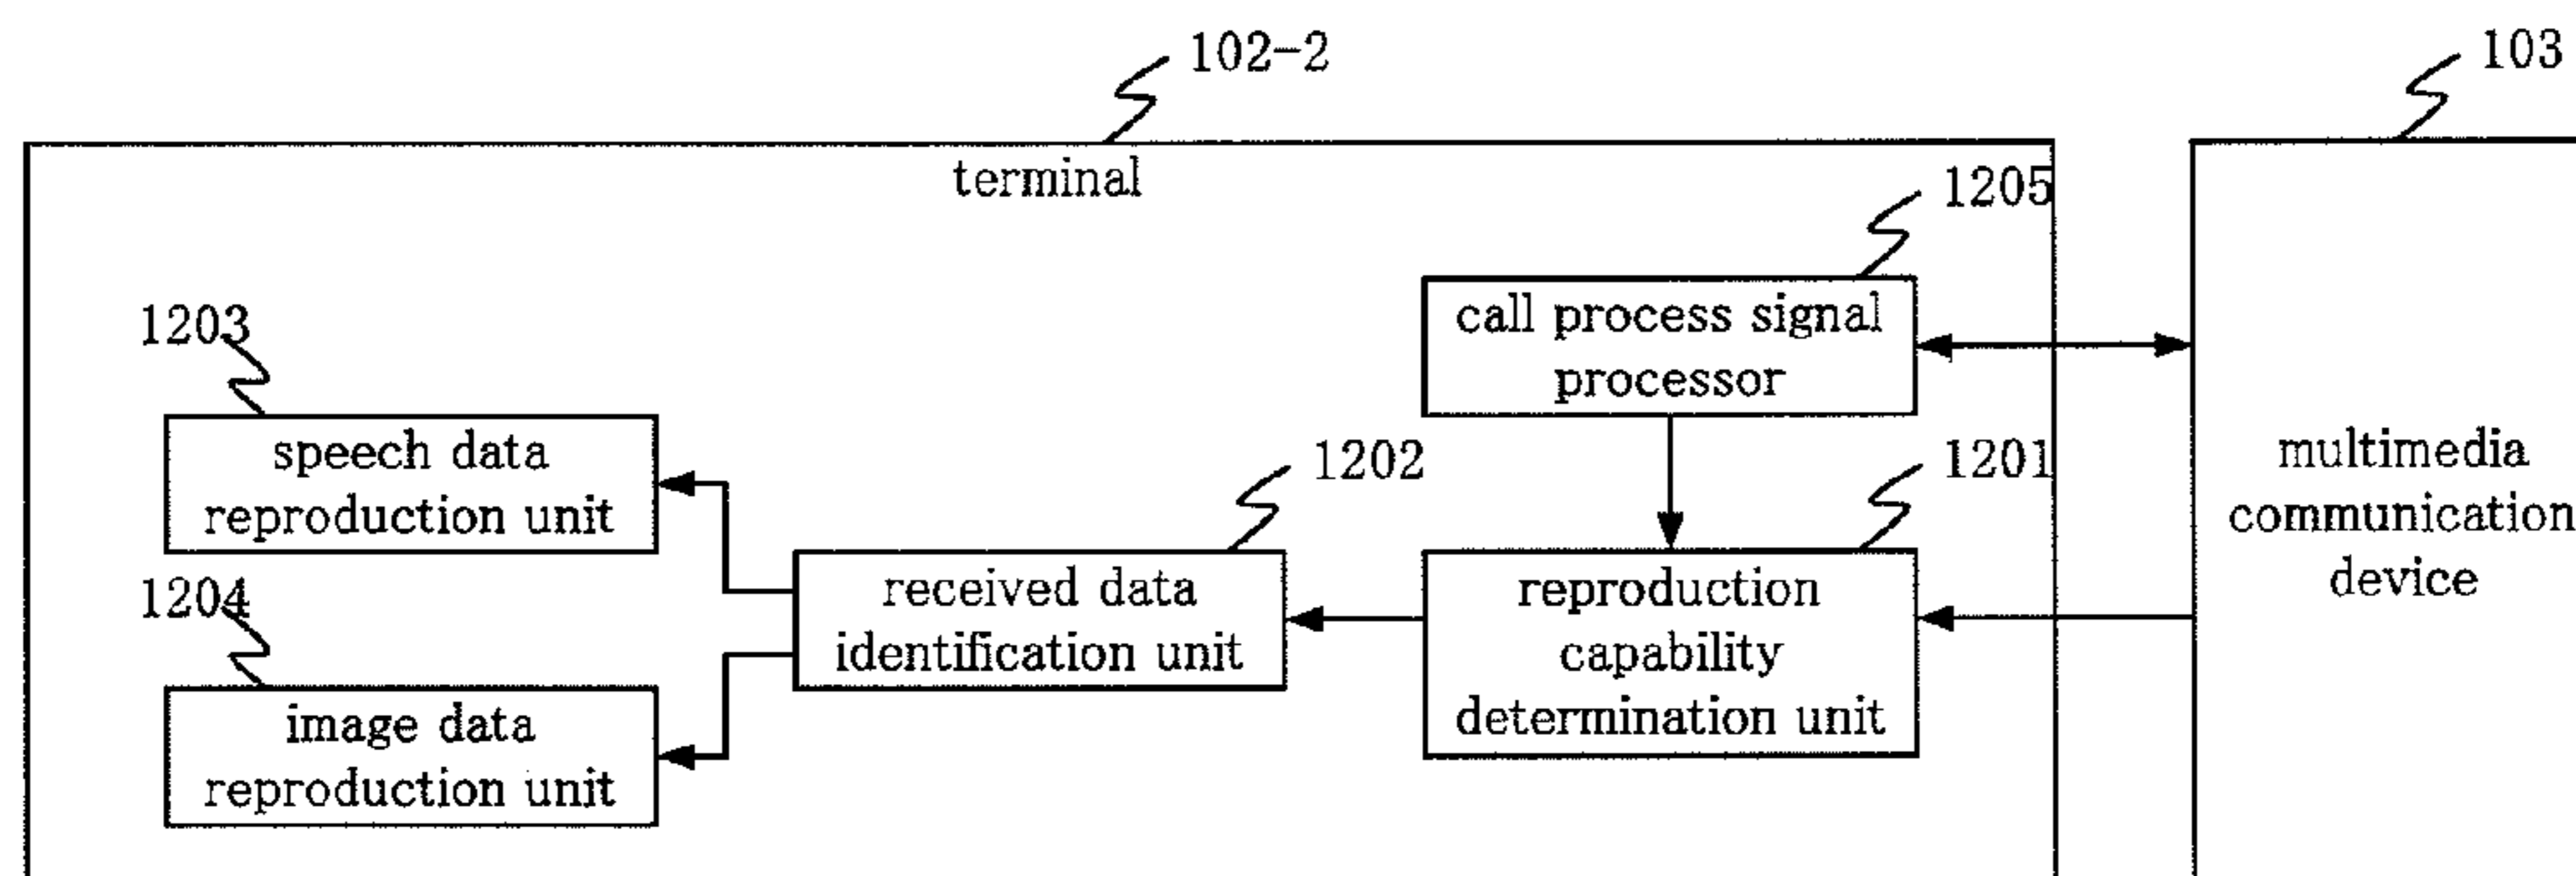 102-2
103
terminal
1205
call process signal
processor
1203
speech data
reproduction unit
1202
1201
multimedia
communication
device
1204
received data
identification unit
reproduction
capability
determination unit
image data
reproduction unit